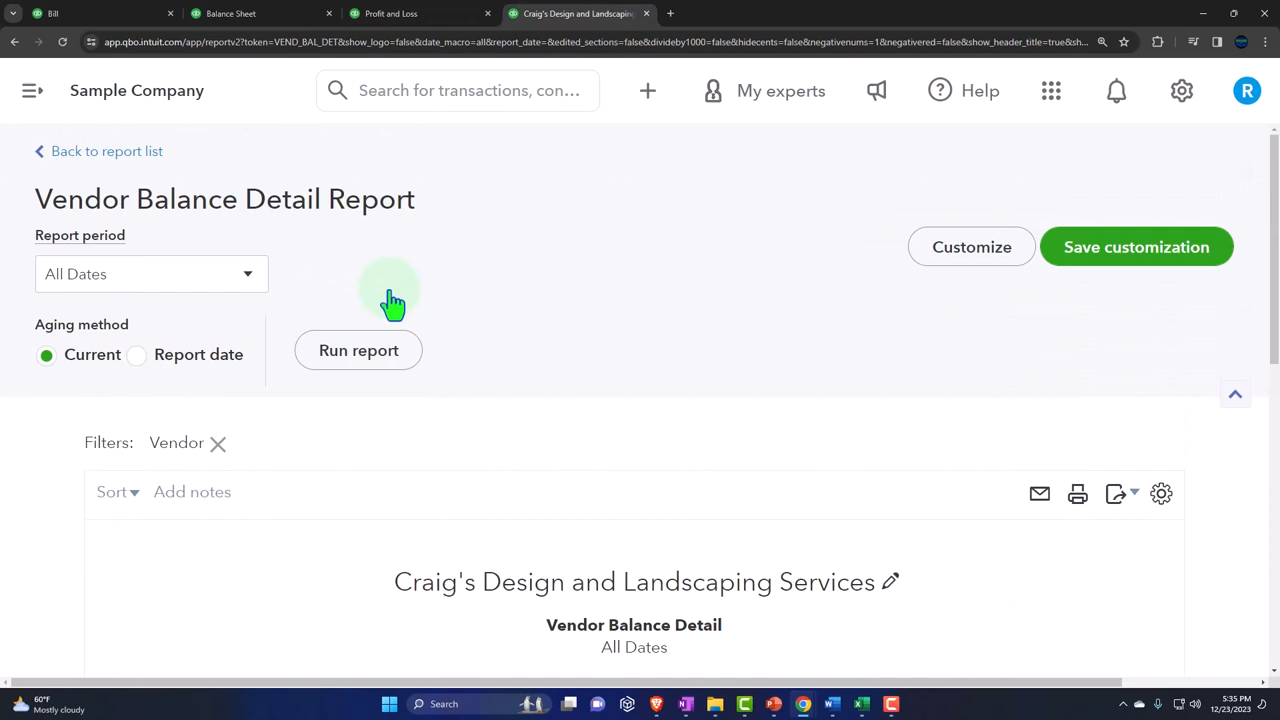 Bill
Balance Sheet
Profit and Loss
Craig's Design and Landscaping
app.qbo.intuit.com/app/reportv2?token=VEND_BAL_DET&show_logo=false&date_macro=all&report_date=&edited_sections=false&divideby1000=false&hidecents=false&negativenums=1&negativered=false&show_header_title=true&sh...
Sample Company
Search for transactions, con...
My experts
Help
R
Back to report list
Vendor Balance Detail Report
Report period
All Dates
Customize
Save customization
Aging method
Current
Report date
Run report
Filters: Vendor
Sort
Add notes
Craig's Design and Landscaping Services
Vendor Balance Detail
All Dates
60°F
Mostly cloudy
Search
5:35 PM
12/23/2023